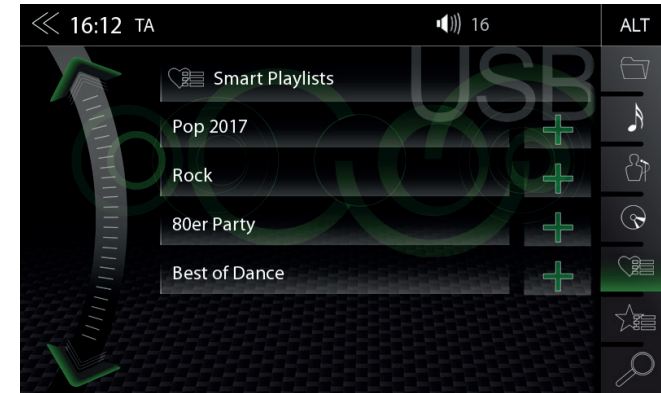 16:12 TA 16 ALT
USB
Smart Playlists
Pop 2017
Rock
80er Party
Best of Dance